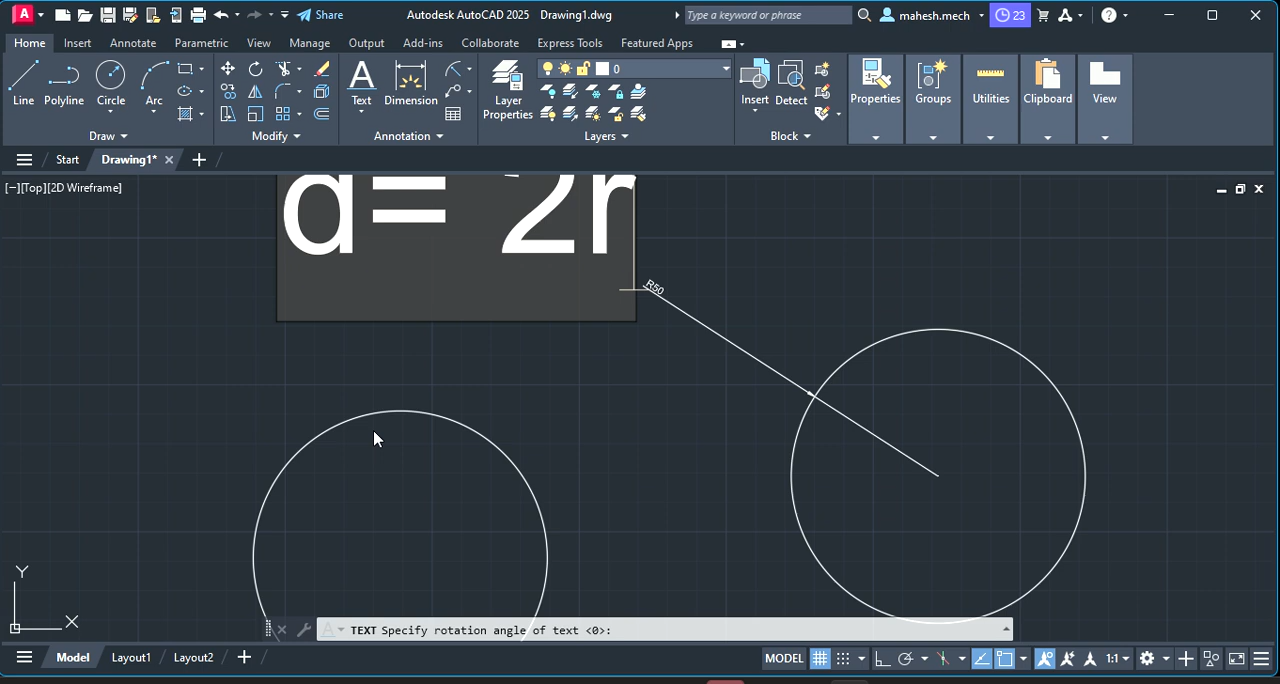 A Share Autodesk AutoCAD 2025 Drawing1.dwg Type a keyword or phrase mahesh.mech 23
Home Insert Annotate Parametric View Manage Output Add-ins Collaborate Express Tools Featured Apps
Line Polyline Circle Arc Text Dimension Layer Properties 0 Insert Detect Properties Groups Utilities Clipboard View
Draw Modify Annotation Layers Block
Start Drawing1*
[−][Top][2D Wireframe]
d= 2r
R50
Y
X
TEXT Specify rotation angle of text <0>:
Model Layout1 Layout2 MODEL 1:1